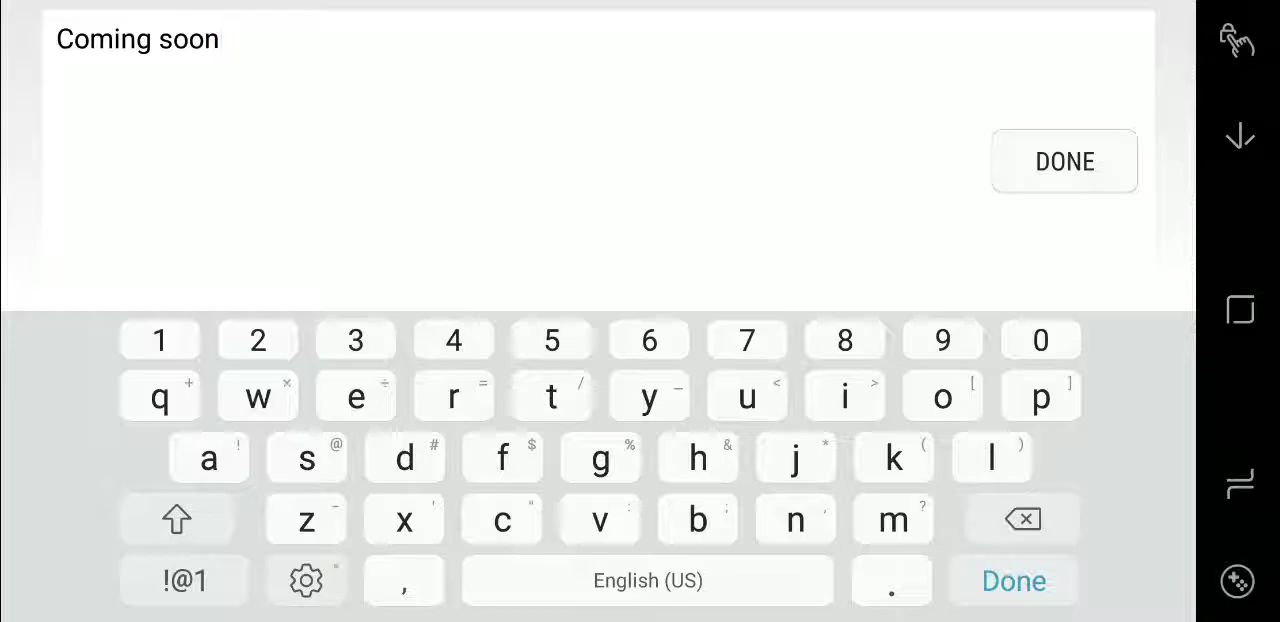 Coming soon
DONE
1 2 3 4 5 6 7 8 9 0
q + w × e ÷ r = t / y _ u < i > o [ p ]
a ! s @ d # f $ g % h & j * k ( l )
z - x ' c " v : b ; n , m ?
!@1 , English (US) . Done